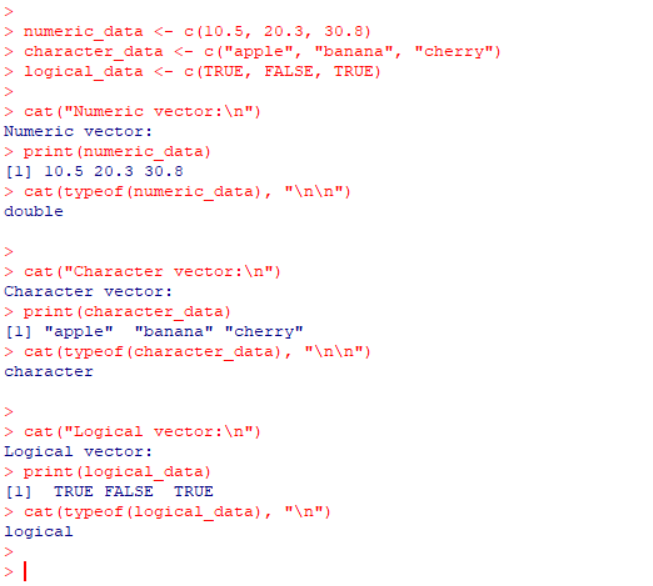 >
> numeric_data <- c(10.5, 20.3, 30.8)
> character_data <- c("apple", "banana", "cherry")
> logical_data <- c(TRUE, FALSE, TRUE)
>
> cat("Numeric vector:\n")
Numeric vector:
> print(numeric_data)
[1] 10.5 20.3 30.8
> cat(typeof(numeric_data), "\n\n")
double

>
> cat("Character vector:\n")
Character vector:
> print(character_data)
[1] "apple"  "banana" "cherry"
> cat(typeof(character_data), "\n\n")
character

>
> cat("Logical vector:\n")
Logical vector:
> print(logical_data)
[1]  TRUE FALSE  TRUE
> cat(typeof(logical_data), "\n")
logical
>
>